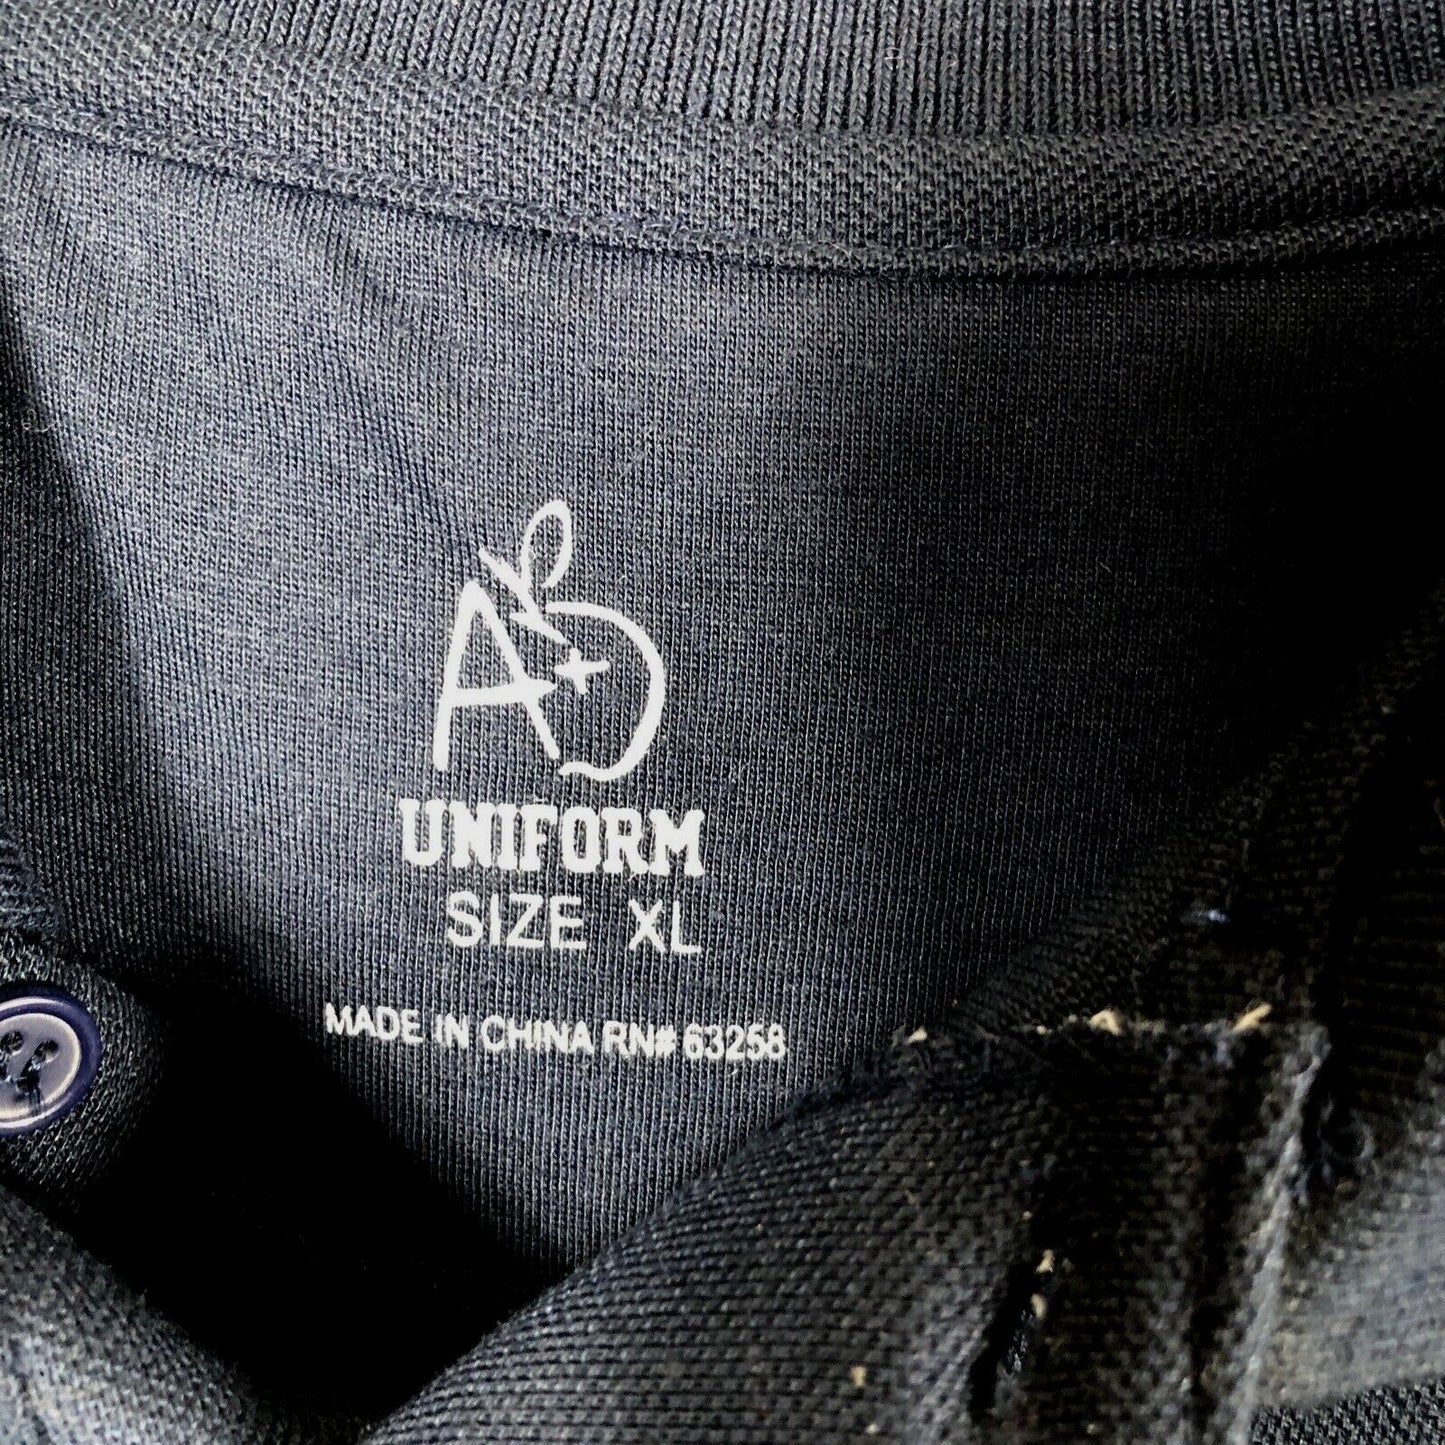 A+
UNIFORM
SIZE XL
MADE IN CHINA RN# 63258